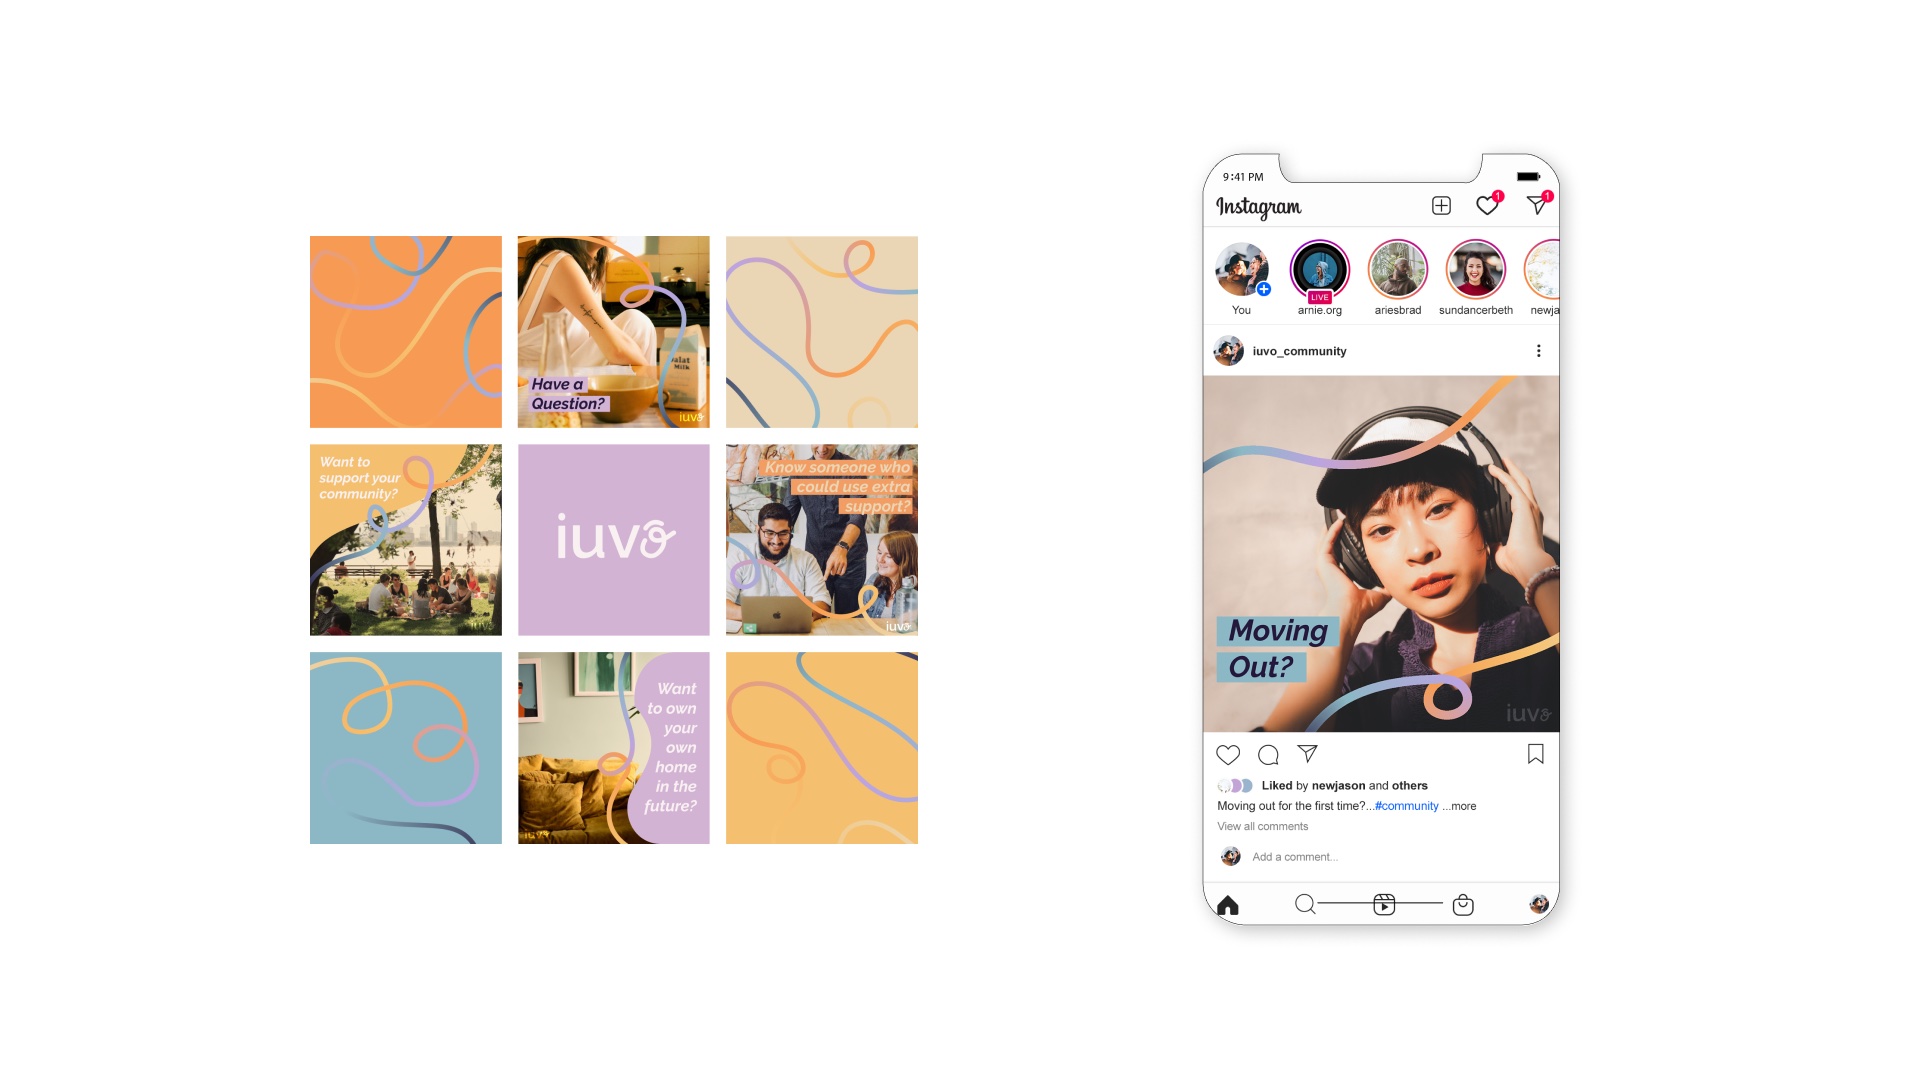 Have a
Question?
iuvo
Want to
support your
community?
iuvo
iuvo
Know someone who
could use extra
support?
iuvo
Want
to own
your
own
home
in the
future?
iuvo
9:41 PM
Instagram
1
1
LIVE
You
arnie.org
ariesbrad
sundancerbeth
newja
iuvo_community
Moving
Out?
iuvo
Liked by newjason and others
Moving out for the first time?...#community ...more
View all comments
Add a comment...